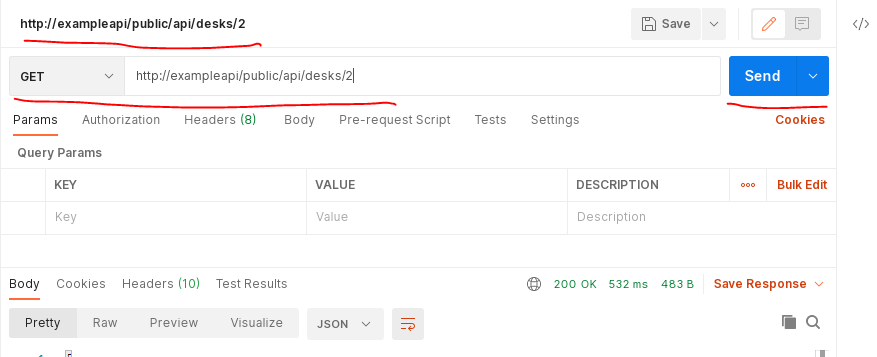 http://exampleapi/public/api/desks/2
Save
</>
GET
http://exampleapi/public/api/desks/2
Send
Params Authorization Headers (8) Body Pre-request Script Tests Settings Cookies
Query Params
KEY VALUE DESCRIPTION ooo Bulk Edit
Key Value Description
Body Cookies Headers (10) Test Results 200 OK 532 ms 483 B Save Response
Pretty Raw Preview Visualize JSON